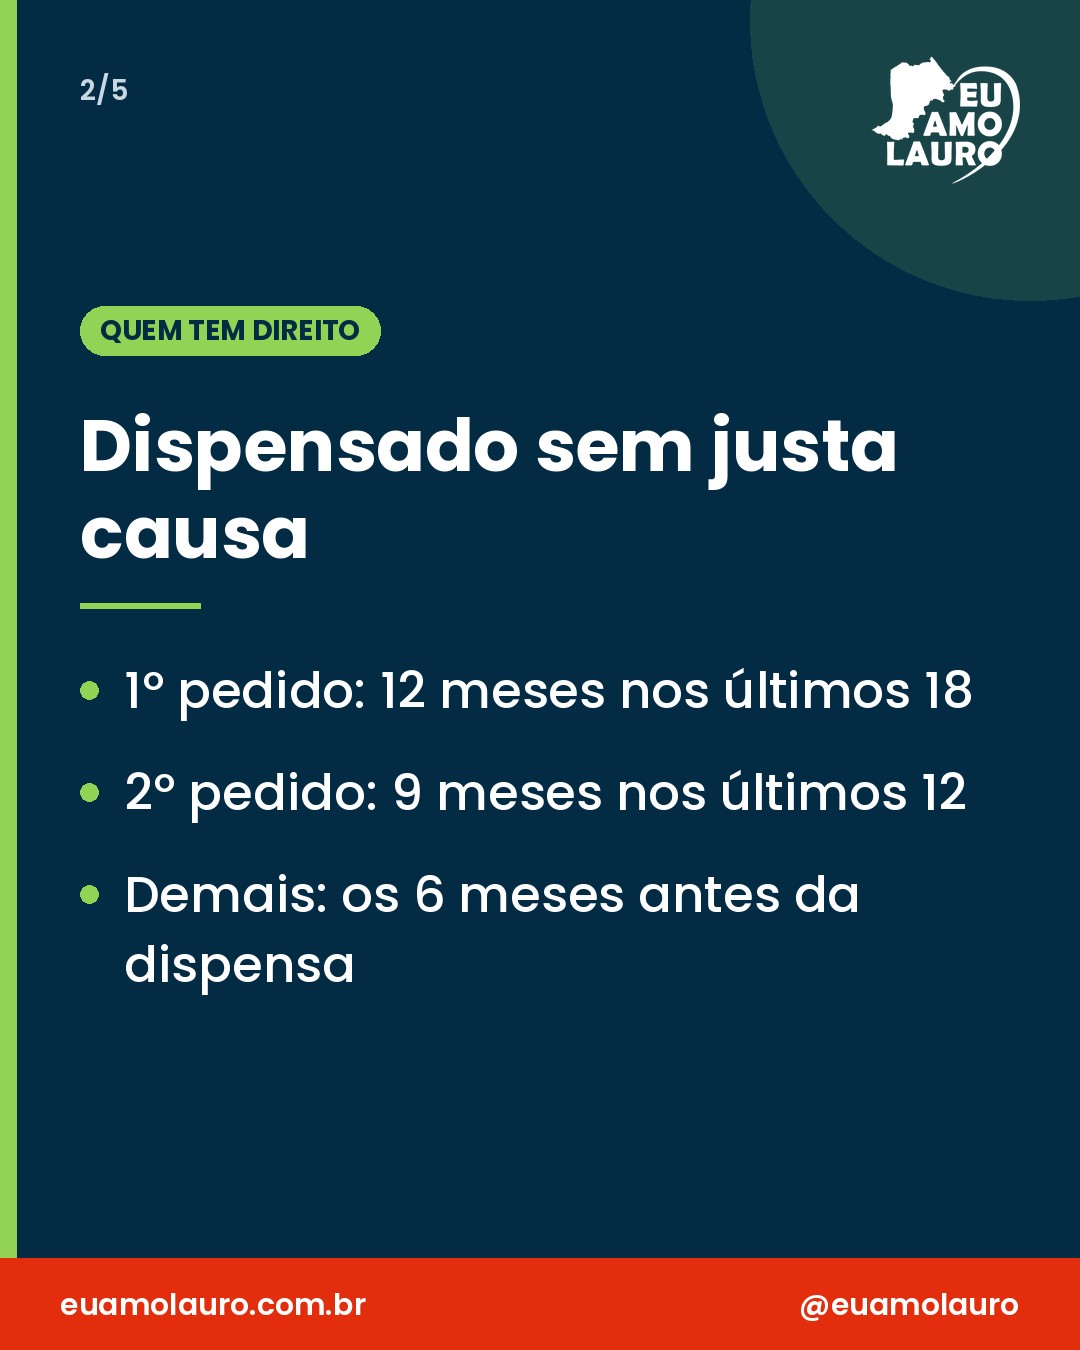 2/5
EU
AMO
LAURO
QUEM TEM DIREITO
Dispensado sem justa
causa
1º pedido: 12 meses nos últimos 18
2º pedido: 9 meses nos últimos 12
Demais: os 6 meses antes da
dispensa
euamolauro.com.br
@euamolauro